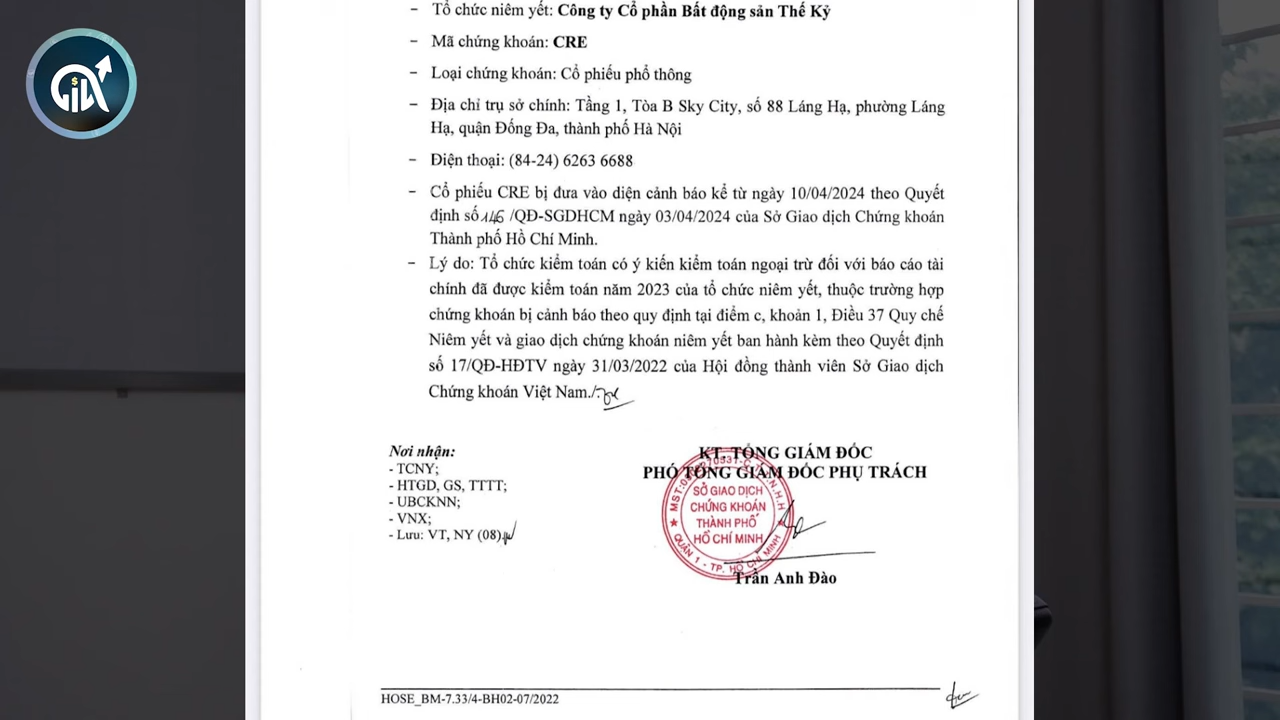 - Tổ chức niêm yết: Công ty Cổ phần Bất động sản Thế Kỷ
- Mã chứng khoán: CRE
- Loại chứng khoán: Cổ phiếu phổ thông
- Địa chỉ trụ sở chính: Tầng 1, Tòa B Sky City, số 88 Láng Hạ, phường Láng
Hạ, quận Đống Đa, thành phố Hà Nội
- Điện thoại: (84-24) 6263 6688
- Cổ phiếu CRE bị đưa vào diện cảnh báo kể từ ngày 10/04/2024 theo Quyết
định số 146 /QĐ-SGDHCM ngày 03/04/2024 của Sở Giao dịch Chứng khoán
Thành phố Hồ Chí Minh.
- Lý do: Tổ chức kiểm toán có ý kiến kiểm toán ngoại trừ đối với báo cáo tài
chính đã được kiểm toán năm 2023 của tổ chức niêm yết, thuộc trường hợp
chứng khoán bị cảnh báo theo quy định tại điểm c, khoản 1, Điều 37 Quy chế
Niêm yết và giao dịch chứng khoán niêm yết ban hành kèm theo Quyết định
số 17/QĐ-HĐTV ngày 31/03/2022 của Hội đồng thành viên Sở Giao dịch
Chứng khoán Việt Nam./.
Nơi nhận:
- TCNY;
- HTGD, GS, TTTT;
- UBCKNN;
- VNX;
- Lưu: VT, NY (08).
KT. TỔNG GIÁM ĐỐC
PHÓ TỔNG GIÁM ĐỐC PHỤ TRÁCH
SỞ GIAO DỊCH
CHỨNG KHOÁN
THÀNH PHỐ
HỒ CHÍ MINH
QUẬN 1 - TP. HỒ CHÍ MINH
Trần Anh Đào
HOSE_BM-7.33/4-BH02-07/2022